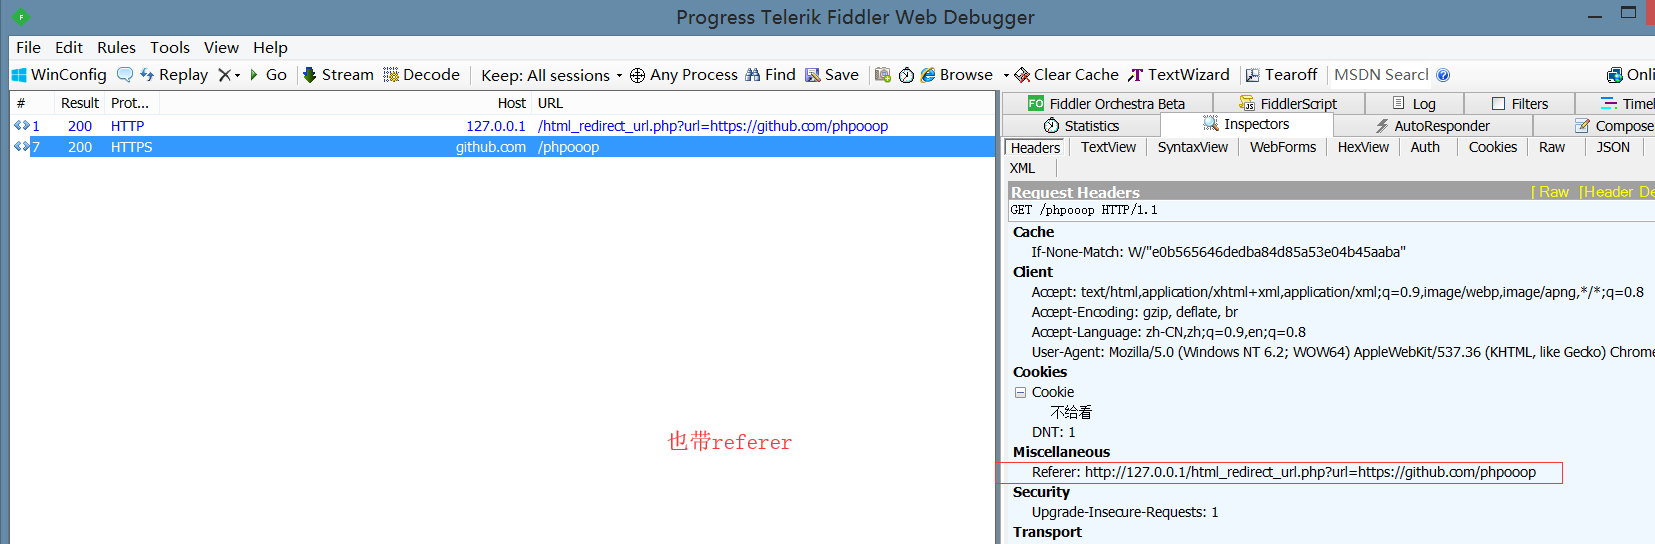 Progress Telerik Fiddler Web Debugger
File Edit Rules Tools View Help
WinConfig Replay Go Stream Decode Keep: All sessions Any Process Find Save Browse Clear Cache TextWizard Tearoff MSDN Searcl Onli
# Result Prot... Host URL
1 200 HTTP 127.0.0.1 /html_redirect_url.php?url=https://github.com/phpooop
7 200 HTTPS github.com /phpooop
FO Fiddler Orchestra Beta FiddlerScript Log Filters Timel
Statistics Inspectors AutoResponder Compose
Headers TextView SyntaxView WebForms HexView Auth Cookies Raw JSON
XML
Request Headers [ Raw [Header De
GET /phpooop HTTP/1.1
Cache
If-None-Match: W/"e0b565646dedba84d85a53e04b45aaba"
Client
Accept: text/html,application/xhtml+xml,application/xml;q=0.9,image/webp,image/apng,*/*;q=0.8
Accept-Encoding: gzip, deflate, br
Accept-Language: zh-CN,zh;q=0.9,en;q=0.8
User-Agent: Mozilla/5.0 (Windows NT 6.2; WOW64) AppleWebKit/537.36 (KHTML, like Gecko) Chrome
Cookies
Cookie
不给看
DNT: 1
也带referer
Miscellaneous
Referer: http://127.0.0.1/html_redirect_url.php?url=https://github.com/phpooop
Security
Upgrade-Insecure-Requests: 1
Transport